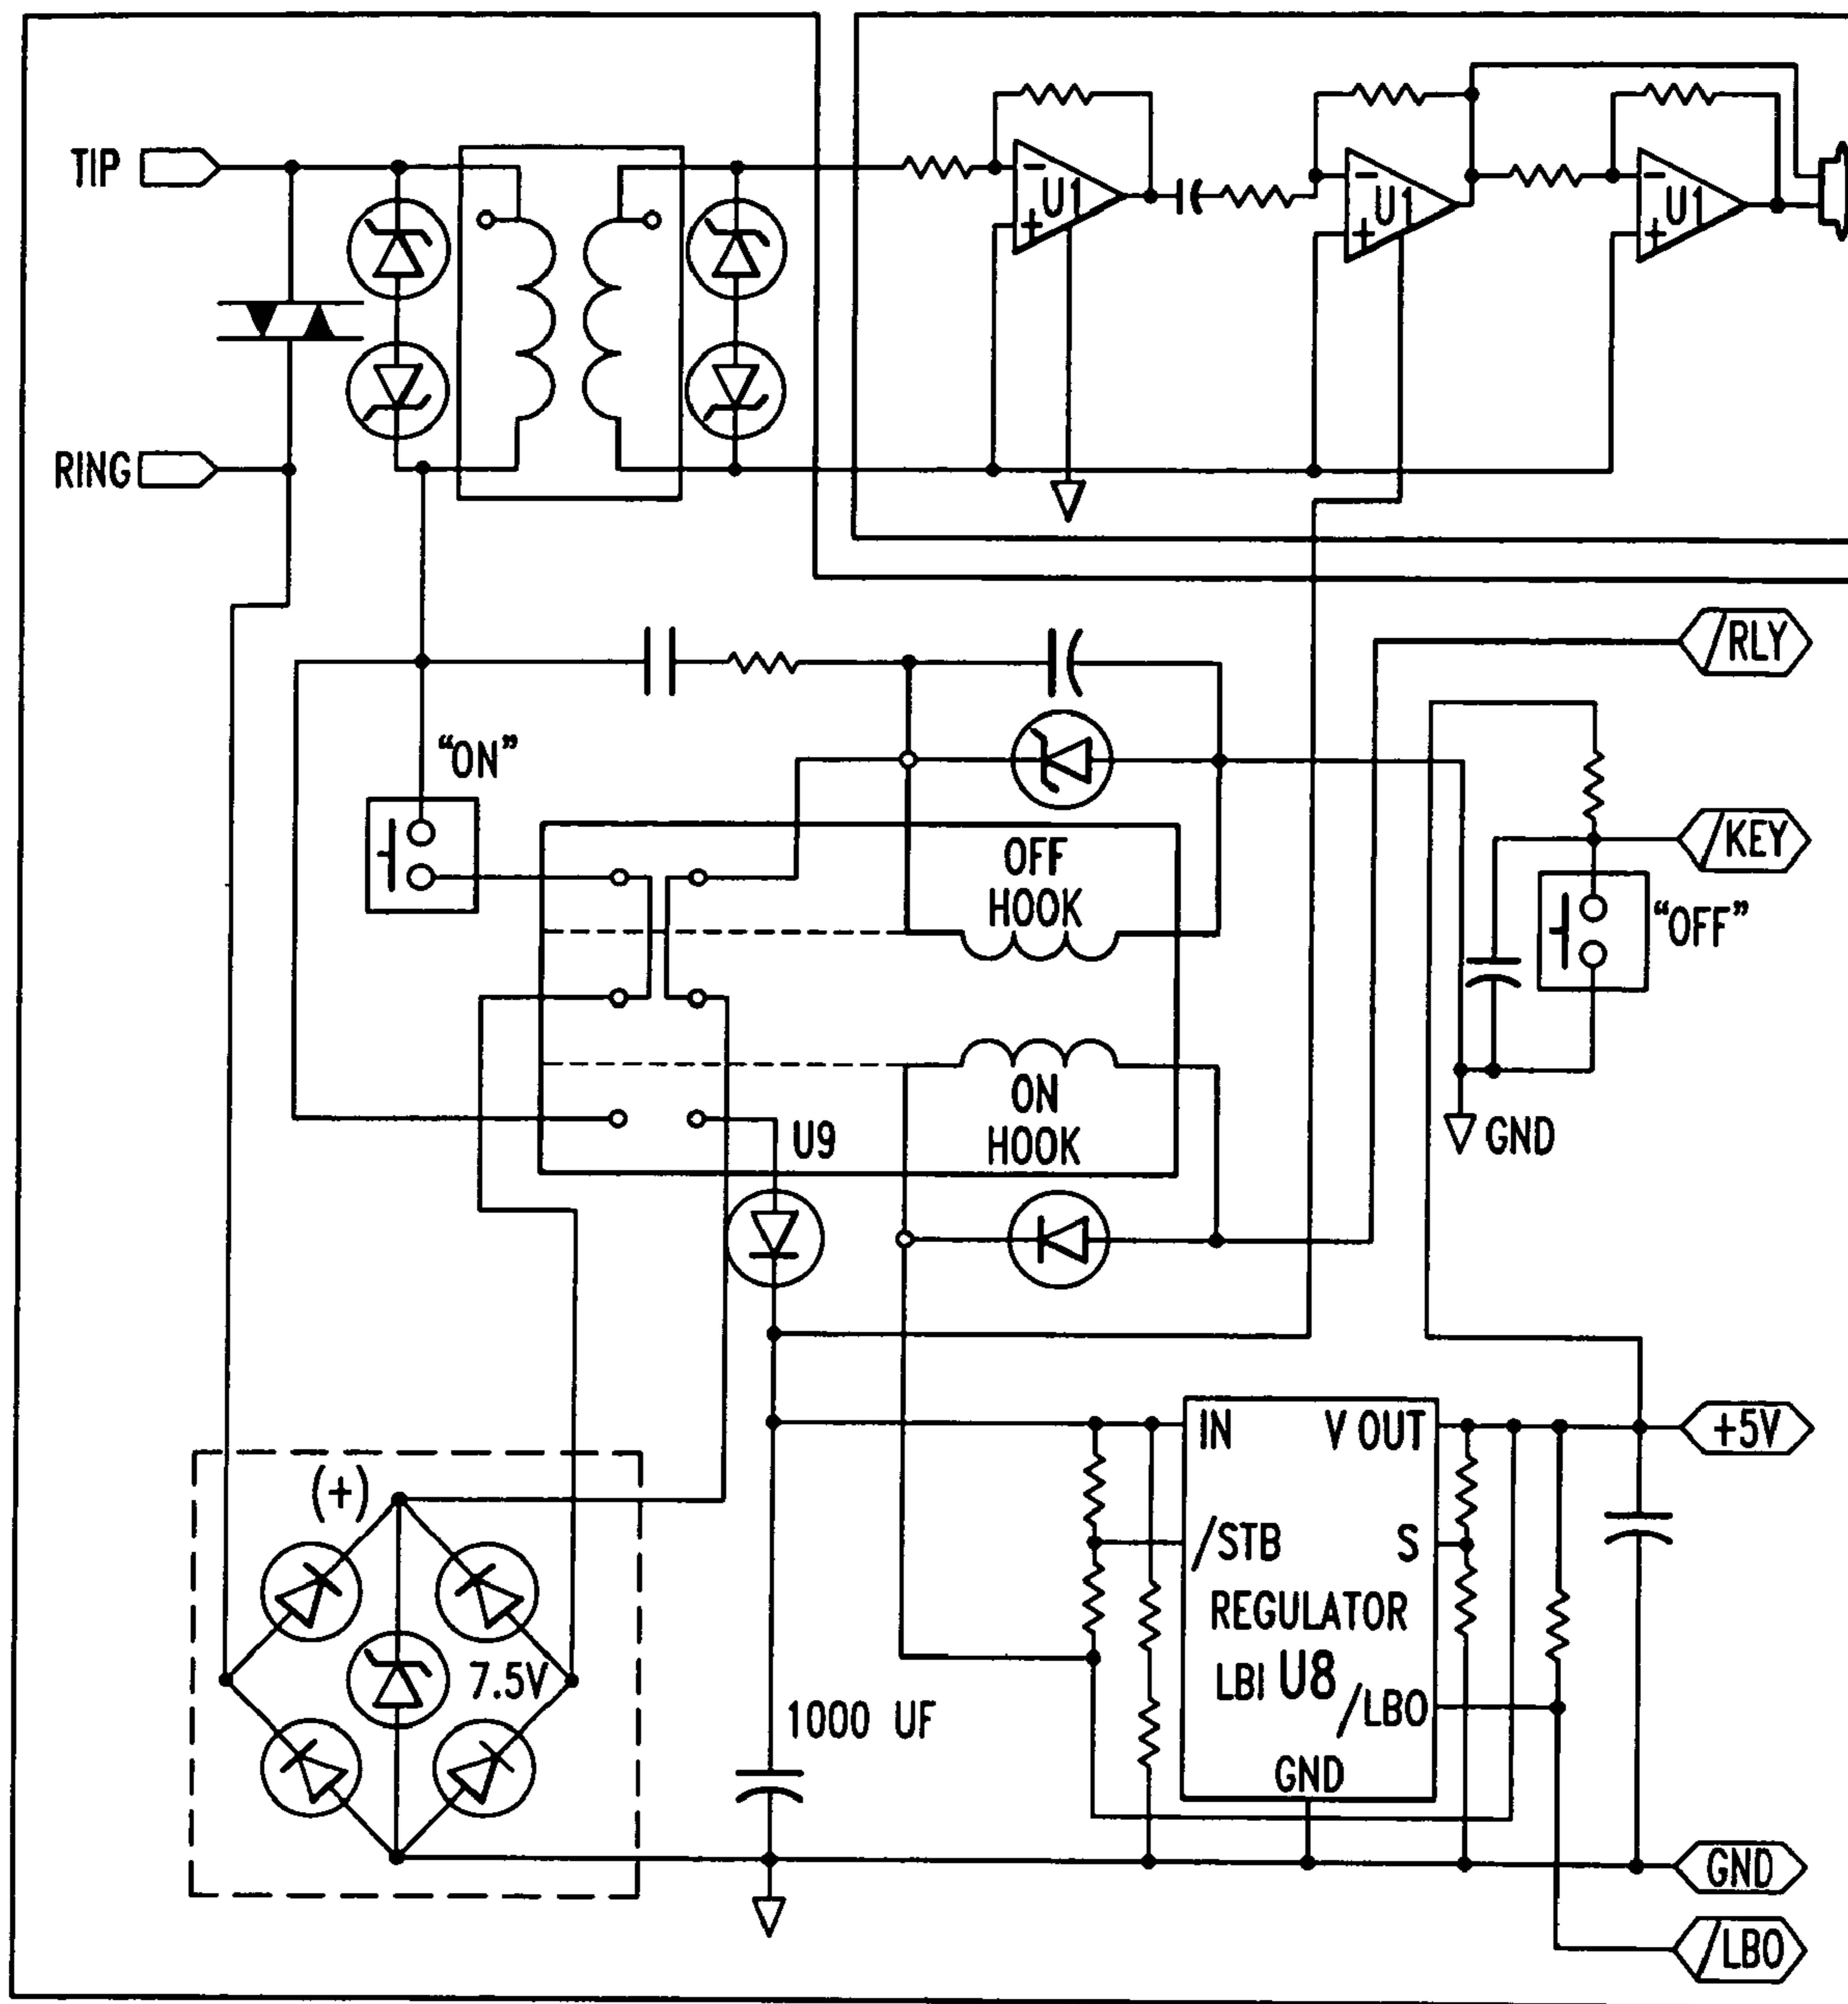 TIP
U1
U1
U1
RING
/RLY
“ON”
/KEY
OFF
HOOK
“OFF”
ON
HOOK
U9
GND
IN
V OUT
+5V
(+)
/STB
S
REGULATOR
LBI U8
7.5V
/LBO
1000 UF
GND
GND
/LBO